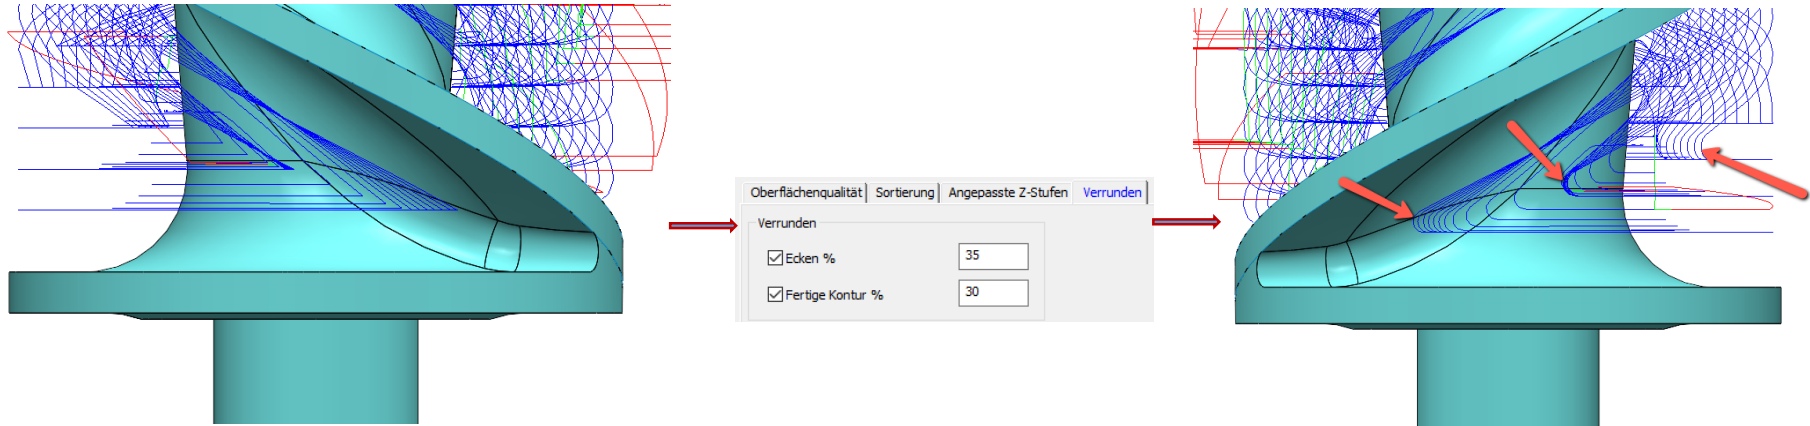 Oberflächenqualität Sortierung Angepasste Z-Stufen Verrunden
Verrunden
Ecken % 35
Fertige Kontur % 30